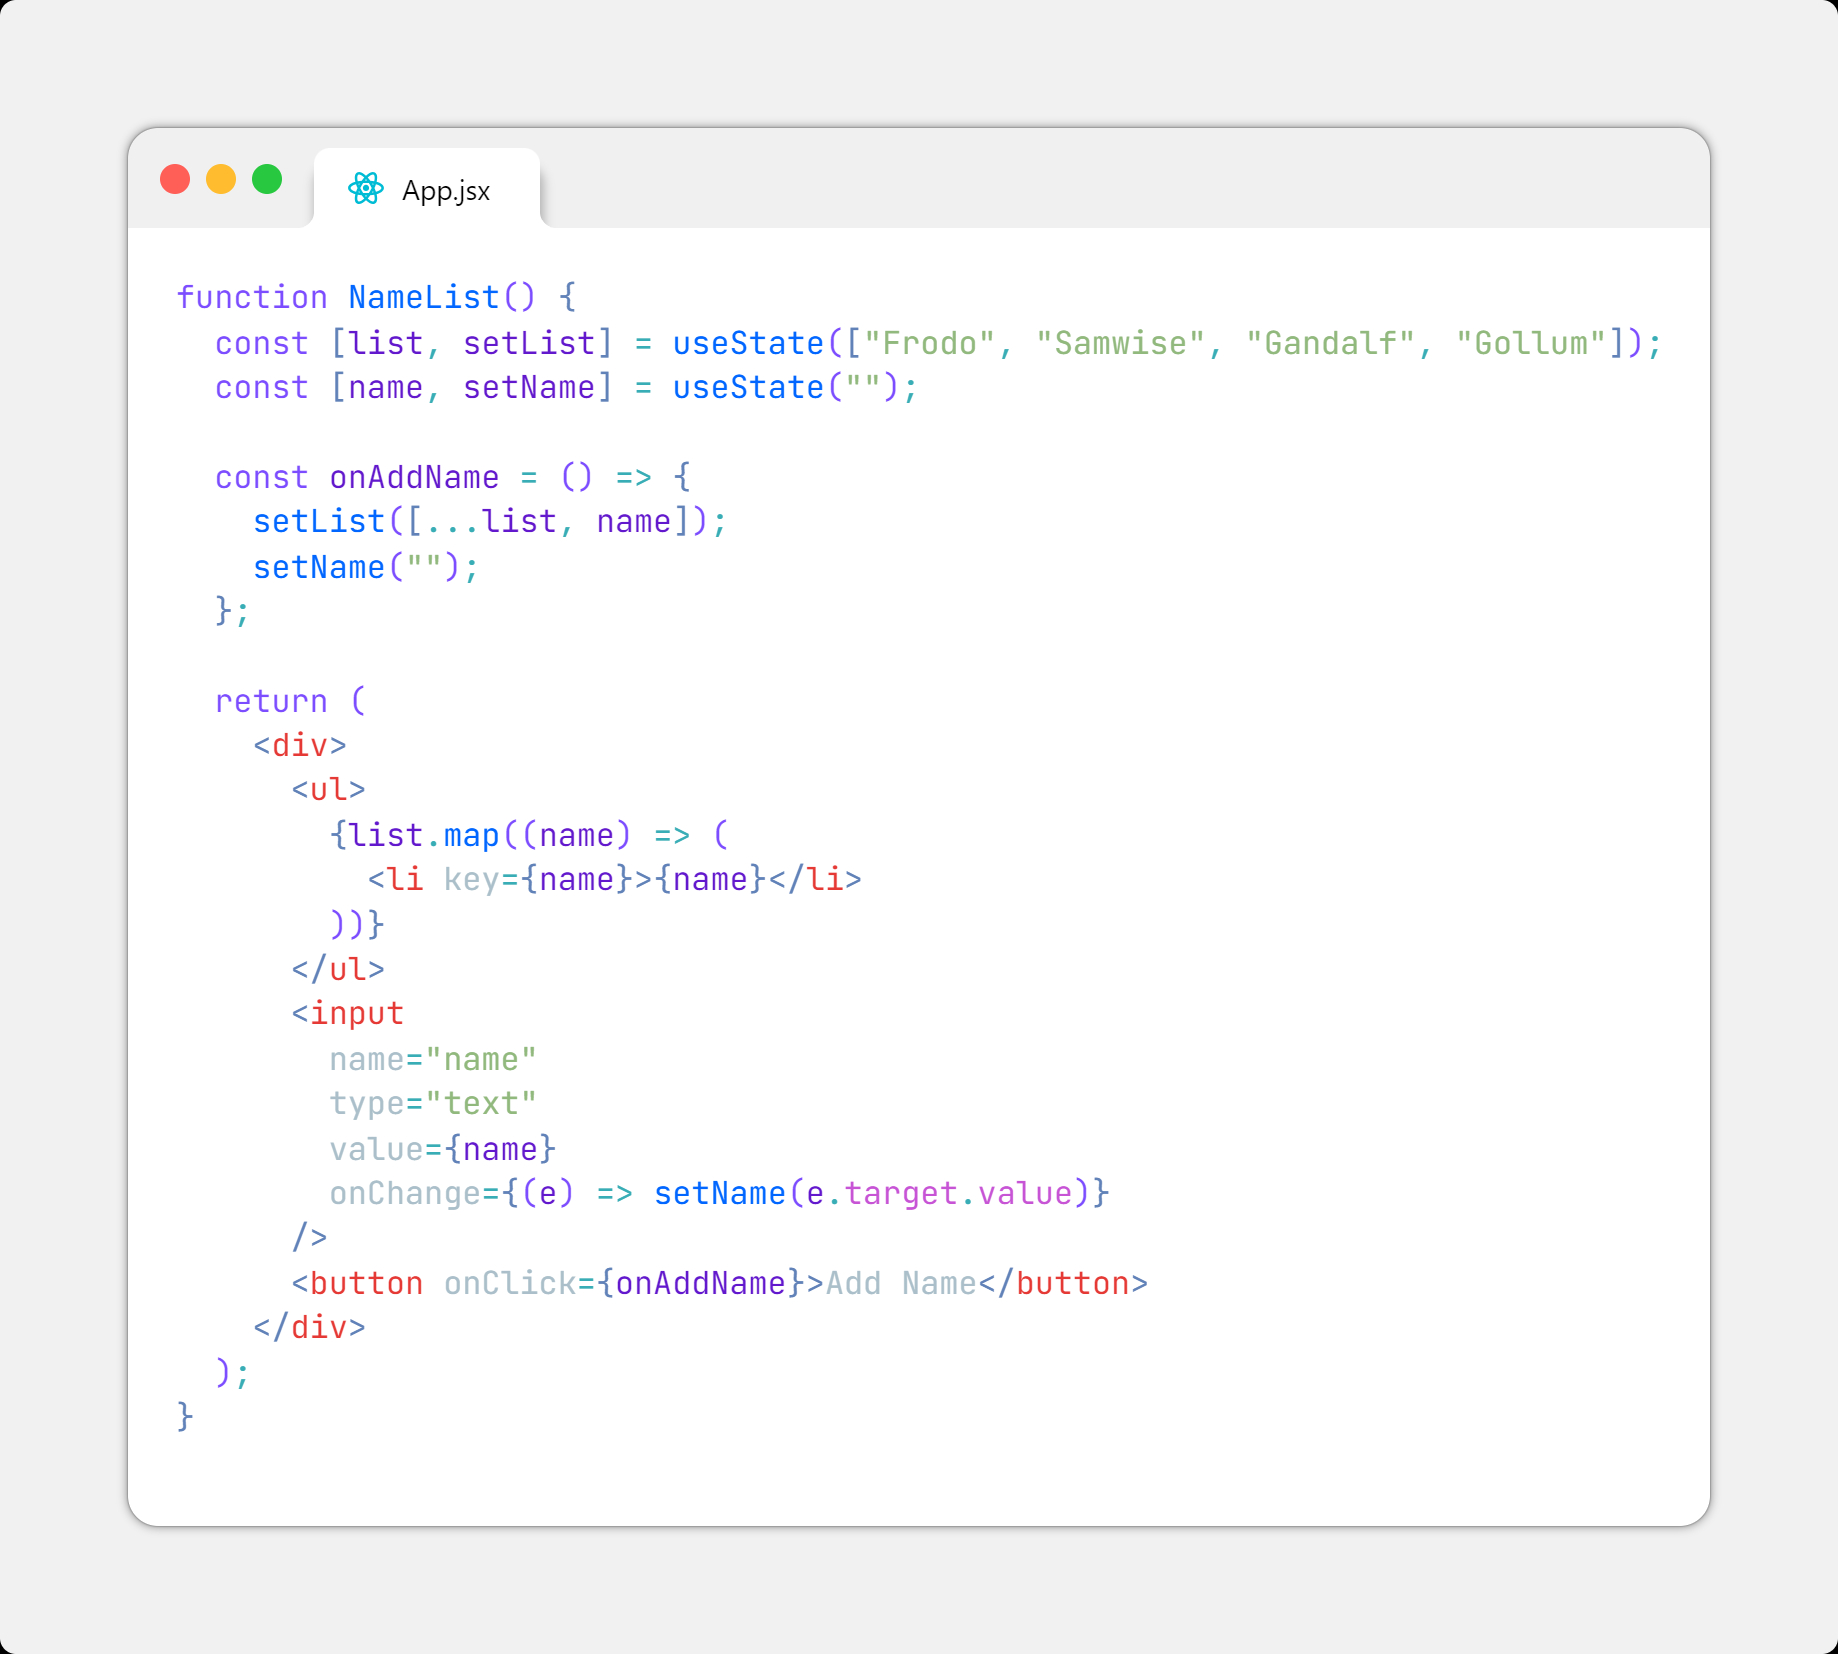 App.jsx
function NameList() {
  const [list, setList] = useState(["Frodo", "Samwise", "Gandalf", "Gollum"]);
  const [name, setName] = useState("");

  const onAddName = () => {
    setList([...list, name]);
    setName("");
  };

  return (
    <div>
      <ul>
        {list.map((name) => (
          <li key={name}>{name}</li>
        ))}
      </ul>
      <input
        name="name"
        type="text"
        value={name}
        onChange={(e) => setName(e.target.value)}
      />
      <button onClick={onAddName}>Add Name</button>
    </div>
  );
}